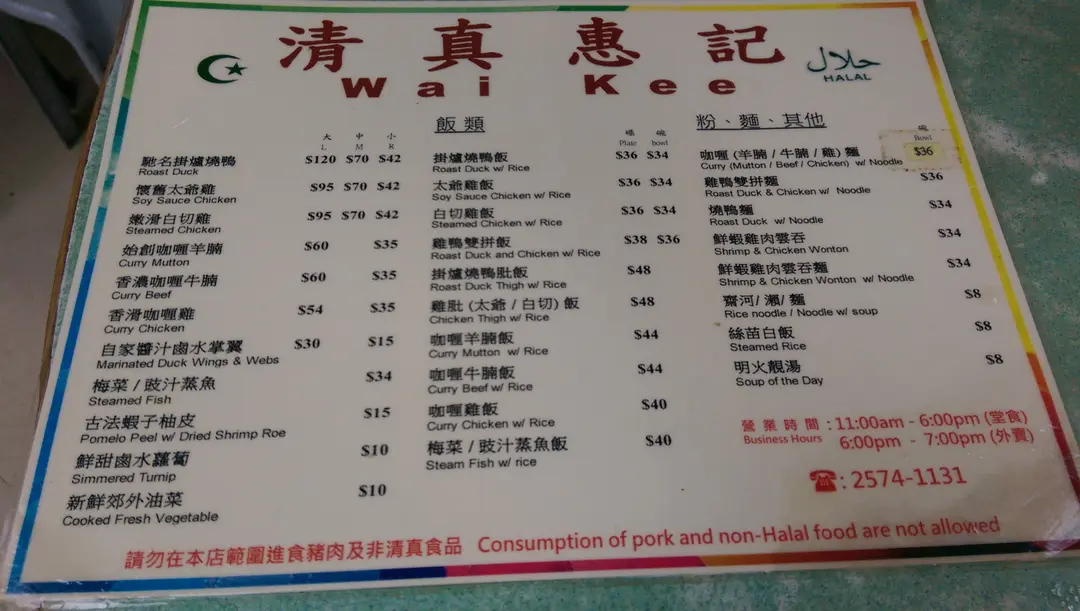 清真惠記
Wai Kee
حلال
HALAL
大 中 小
L M R
馳名掛爐燒鴨 $120 $70 $42
Roast Duck
懷舊太爺雞 $95 $70 $42
Soy Sauce Chicken
嫩滑白切雞 $95 $70 $42
Steamed Chicken
始創咖喱羊腩 $60 $35
Curry Mutton
香濃咖喱牛腩 $60 $35
Curry Beef
香滑咖喱雞 $54 $35
Curry Chicken
自家醬汁鹵水掌翼 $30 $15
Marinated Duck Wings & Webs
梅菜 / 豉汁蒸魚 $34
Steamed Fish
古法蝦子柚皮 $15
Pomelo Peel w/ Dried Shrimp Roe
鮮甜鹵水蘿蔔 $10
Simmered Turnip
新鮮郊外油菜 $10
Cooked Fresh Vegetable
飯類
碟 碗
Plate bowl
掛爐燒鴨飯 $36 $34
Roast Duck w/ Rice
太爺雞飯 $36 $34
Soy Sauce Chicken w/ Rice
白切雞飯 $36 $34
Steamed Chicken w/ Rice
雞鴨雙拼飯 $38 $36
Roast Duck and Chicken w/ Rice
掛爐燒鴨肶飯 $48
Roast Duck Thigh w/ Rice
雞肶 (太爺 / 白切) 飯 $48
Chicken Thigh w/ Rice
咖喱羊腩飯 $44
Curry Mutton w/ Rice
咖喱牛腩飯 $44
Curry Beef w/ Rice
咖喱雞飯 $40
Curry Chicken w/ Rice
梅菜 / 豉汁蒸魚飯 $40
Steam Fish w/ rice
粉、麵、其他
碗
Bowl
咖喱 (羊腩 / 牛腩 / 雞) 麵 $36
Curry (Mutton / Beef / Chicken) w/ Noodle
雞鴨雙拼麵 $36
Roast Duck & Chicken w/ Noodle
燒鴨麵 $34
Roast Duck w/ Noodle
鮮蝦雞肉雲吞 $34
Shrimp & Chicken Wonton
鮮蝦雞肉雲吞麵 $34
Shrimp & Chicken Wonton w/ Noodle
齋河/ 瀨/ 麵 $8
Rice noodle / Noodle w/ soup
絲苗白飯 $8
Steamed Rice
明火靚湯 $8
Soup of the Day
營業時間 : 11:00am - 6:00pm (堂食)
Business Hours 6:00pm - 7:00pm (外賣)
☎: 2574-1131
請勿在本店範圍進食豬肉及非清真食品 Consumption of pork and non-Halal food are not allowed